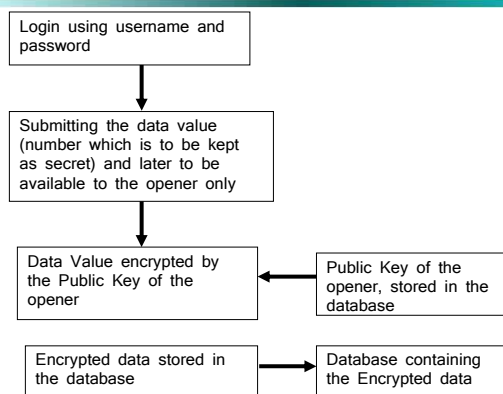 Login using username and
password
Submitting the data value
(number which is to be kept
as secret) and later to be
available to the opener only
Data Value encrypted by
the Public Key of the
opener
Public Key of the
opener, stored in the
database
Encrypted data stored in
the database
Database containing
the Encrypted data